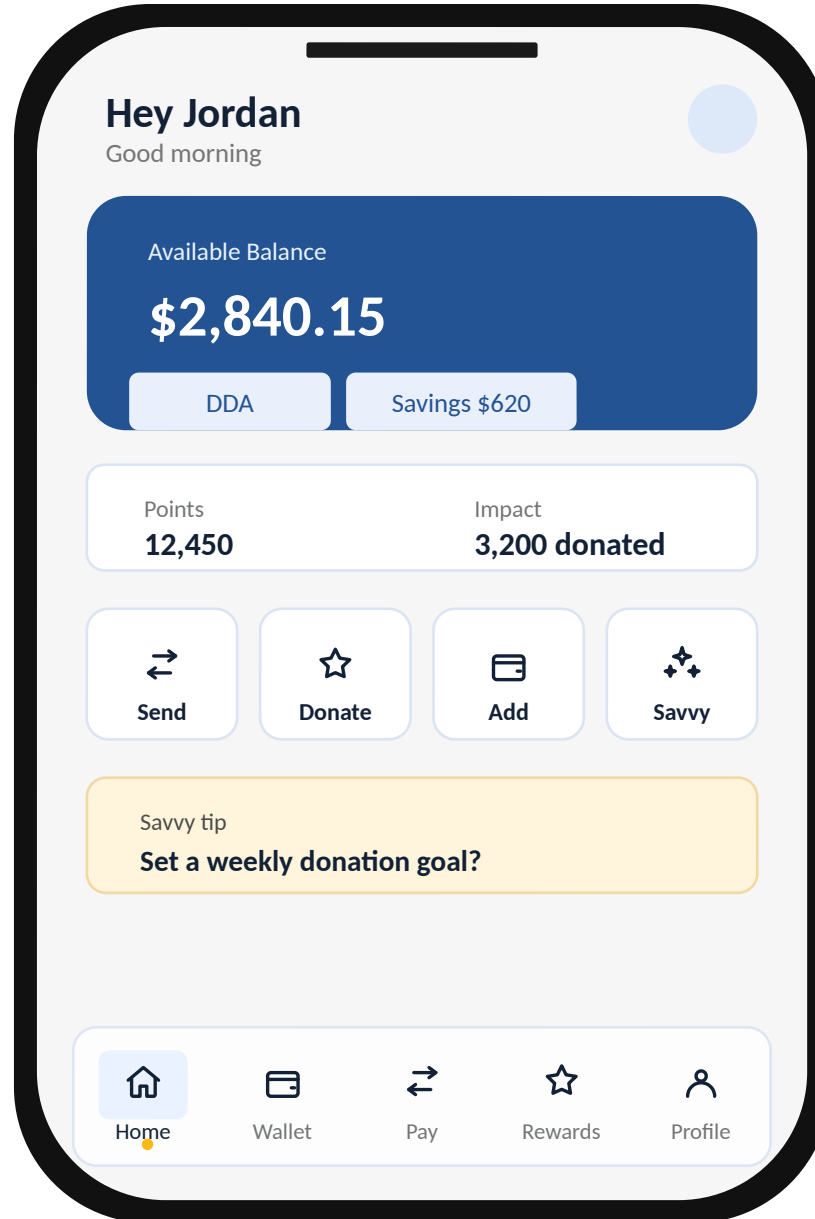 Hey Jordan
Good morning
Available Balance
$2,840.15
DDA
Savings $620
Points
12,450
Impact
3,200 donated
Send
Donate
Add
Savvy
Savvy tip
Set a weekly donation goal?
Home
Wallet
Pay
Rewards
Profile